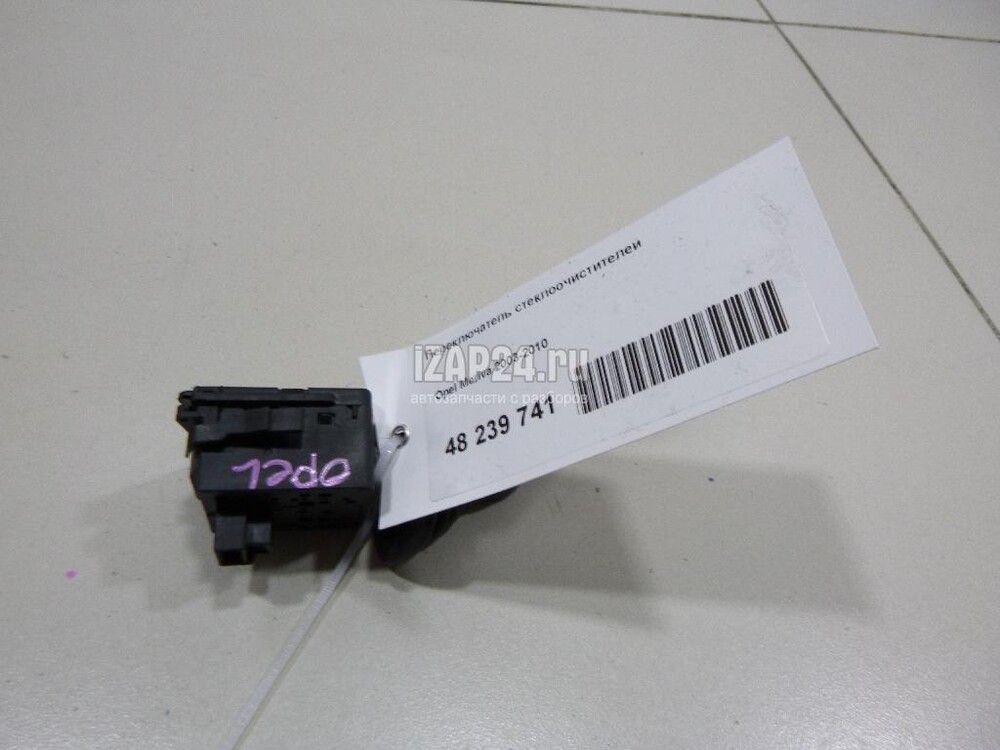 Переключатель стеклоочистителей
Opel Meriva 2003-2010
48 239 741
iZAP24.ru
автозапчасти с разборов
OPEL